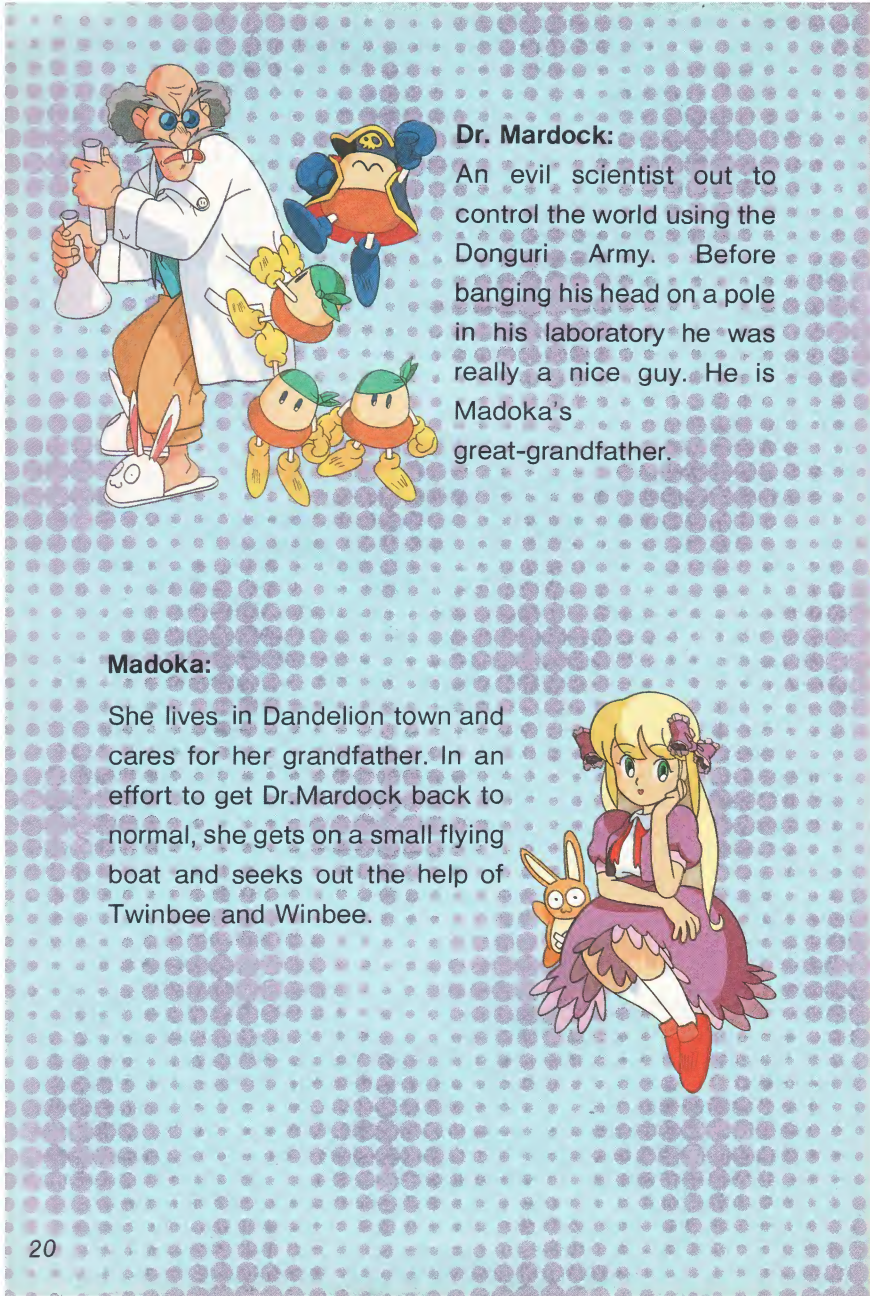 Dr. Mardock:
An evil scientist out to
control the world using the
Donguri Army. Before
banging his head on a pole
in his laboratory he was
really a nice guy. He is
Madoka's
great-grandfather.
Madoka:
She lives in Dandelion town and
cares for her grandfather. In an
effort to get Dr.Mardock back to
normal, she gets on a small flying
boat and seeks out the help of
Twinbee and Winbee.
20